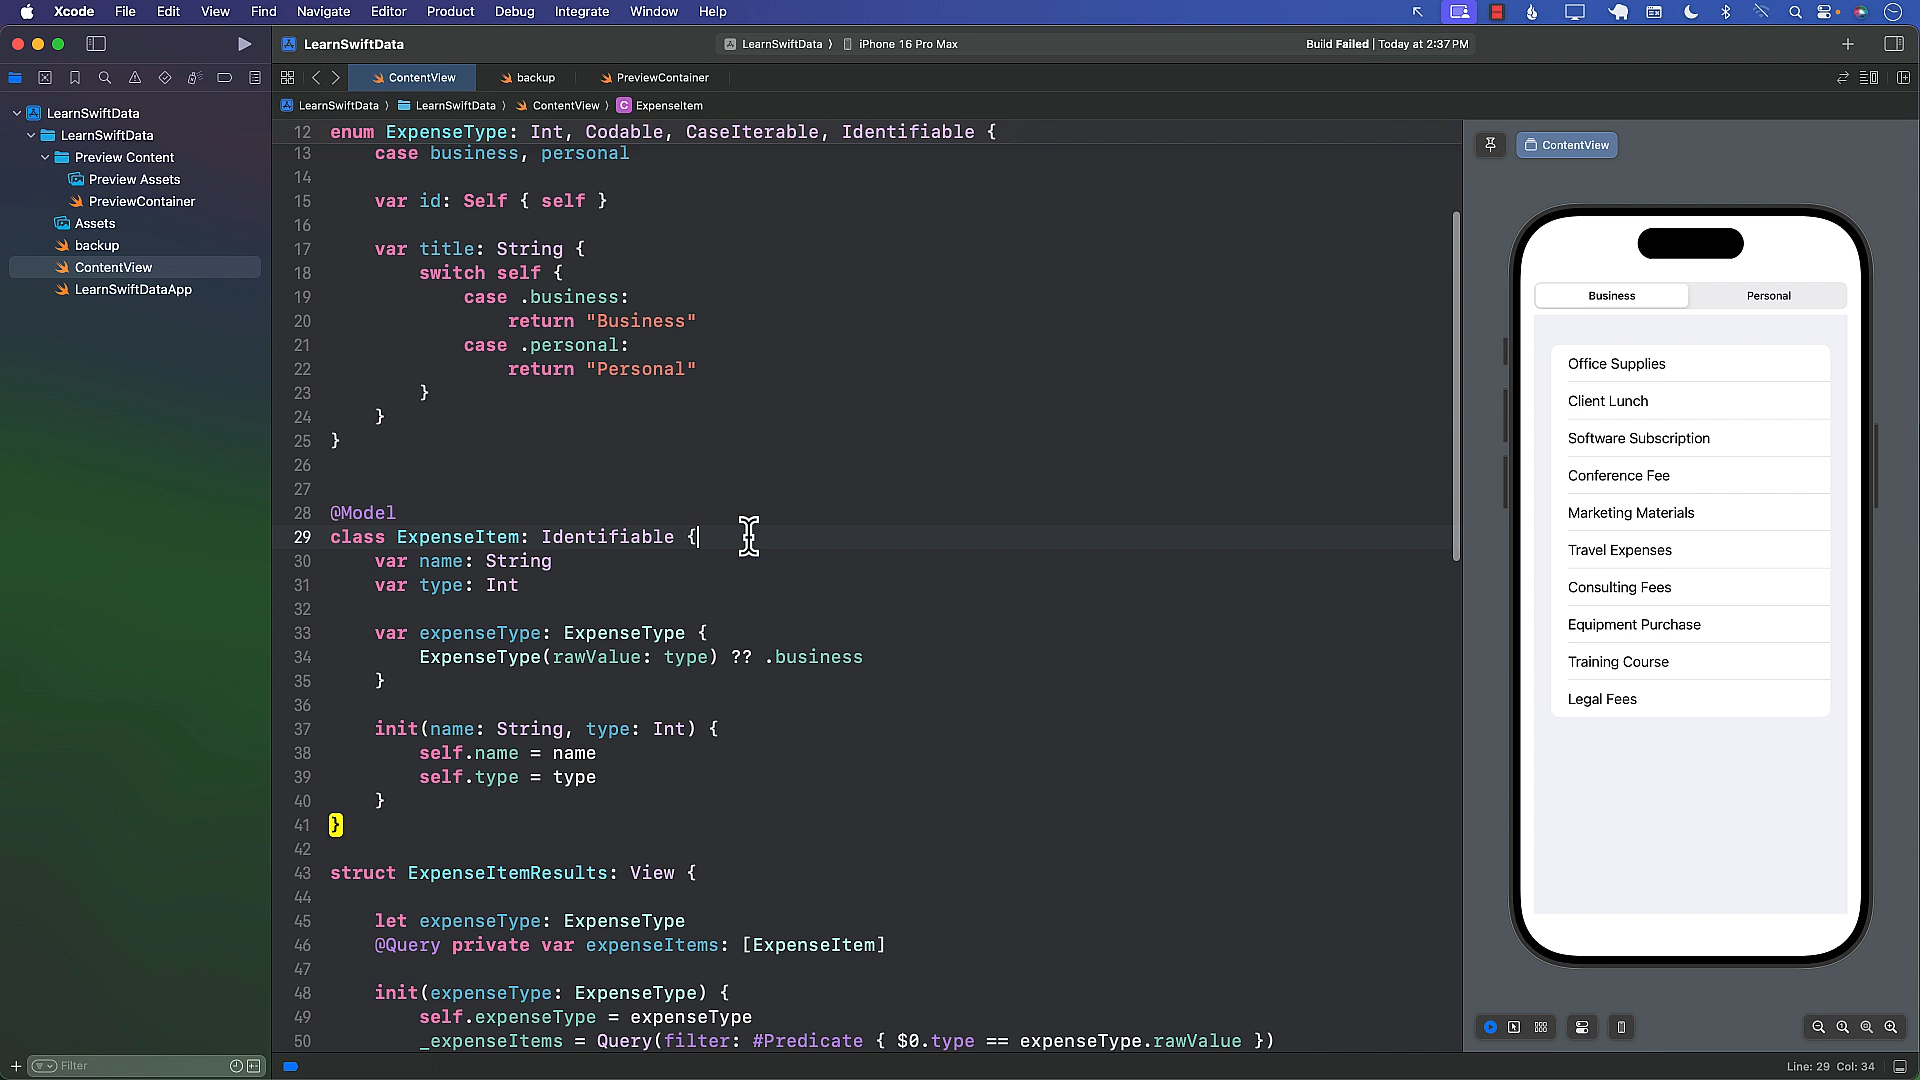 Xcode File Edit View Find Navigate Editor Product Debug Integrate Window Help
LearnSwiftData
LearnSwiftData 〉 iPhone 16 Pro Max
Build Failed | Today at 2:37 PM
ContentView
backup
PreviewContainer
LearnSwiftData 〉 LearnSwiftData 〉 ContentView 〉 C ExpenseItem
LearnSwiftData
LearnSwiftData
Preview Content
Preview Assets
PreviewContainer
Assets
backup
ContentView
LearnSwiftDataApp
Filter
12 enum ExpenseType: Int, Codable, CaseIterable, Identifiable {
13 case business, personal
14
15 var id: Self { self }
16
17 var title: String {
18 switch self {
19 case .business:
20 return "Business"
21 case .personal:
22 return "Personal"
23 }
24 }
25 }
26
27
28 @Model
29 class ExpenseItem: Identifiable {
30 var name: String
31 var type: Int
32
33 var expenseType: ExpenseType {
34 ExpenseType(rawValue: type) ?? .business
35 }
36
37 init(name: String, type: Int) {
38 self.name = name
39 self.type = type
40 }
41 }
42
43 struct ExpenseItemResults: View {
44
45 let expenseType: ExpenseType
46 @Query private var expenseItems: [ExpenseItem]
47
48 init(expenseType: ExpenseType) {
49 self.expenseType = expenseType
50 _expenseItems = Query(filter: #Predicate { $0.type == expenseType.rawValue })
ContentView
Business Personal
Office Supplies
Client Lunch
Software Subscription
Conference Fee
Marketing Materials
Travel Expenses
Consulting Fees
Equipment Purchase
Training Course
Legal Fees
Line: 29 Col: 34